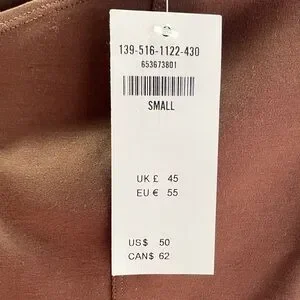 139-516-1122-430
653673801
SMALL
UK £ 45
EU € 55
US$ 50
CAN$ 62